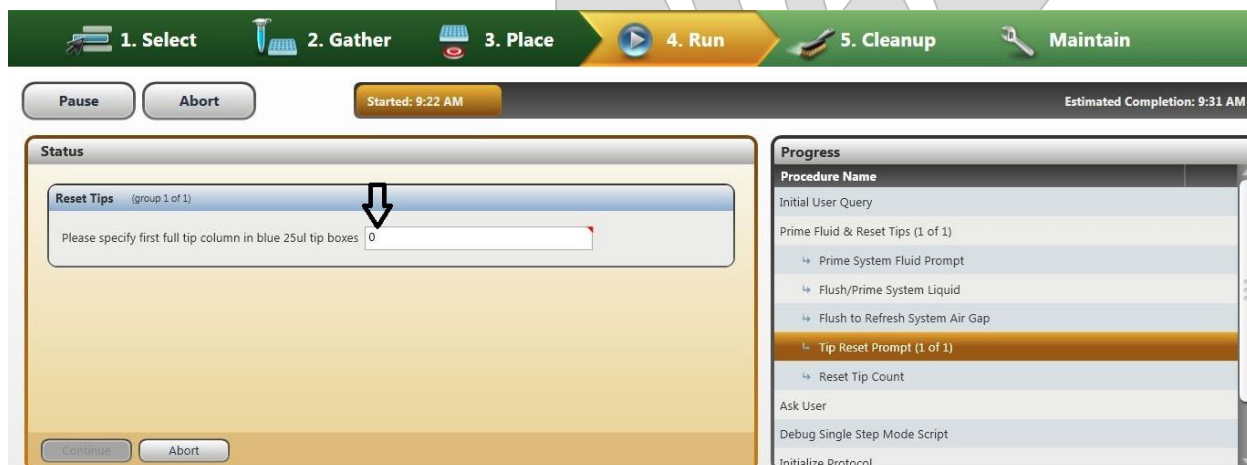 1. Select 2. Gather 3. Place 4. Run 5. Cleanup Maintain
Pause Abort Started: 9:22 AM Estimated Completion: 9:31 AM
Status
Reset Tips (group 1 of 1)
Please specify first full tip column in blue 25ul tip boxes 0
Continue Abort
Progress
Procedure Name
Initial User Query
Prime Fluid & Reset Tips (1 of 1)
Prime System Fluid Prompt
Flush/Prime System Liquid
Flush to Refresh System Air Gap
Tip Reset Prompt (1 of 1)
Reset Tip Count
Ask User
Debug Single Step Mode Script
Initialize Protocol